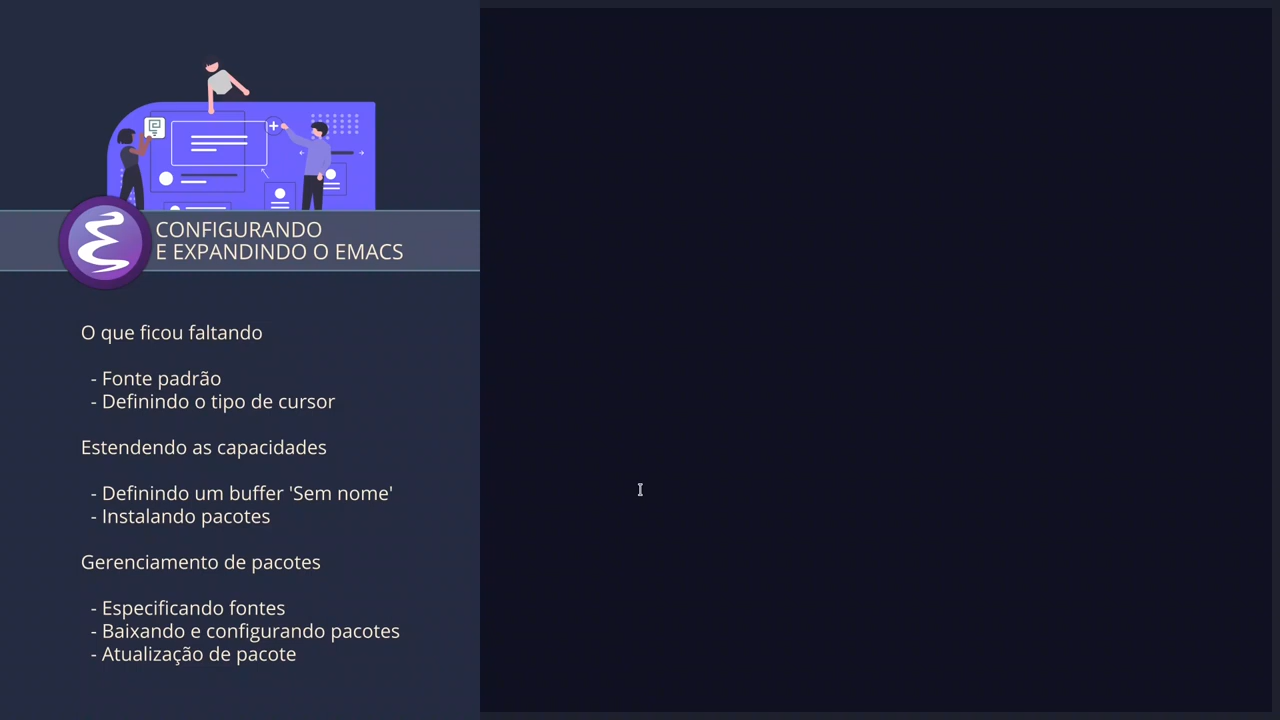 CONFIGURANDO
E EXPANDINDO O EMACS
O que ficou faltando
- Fonte padrão
- Definindo o tipo de cursor
Estendendo as capacidades
- Definindo um buffer 'Sem nome'
- Instalando pacotes
Gerenciamento de pacotes
- Especificando fontes
- Baixando e configurando pacotes
- Atualização de pacote